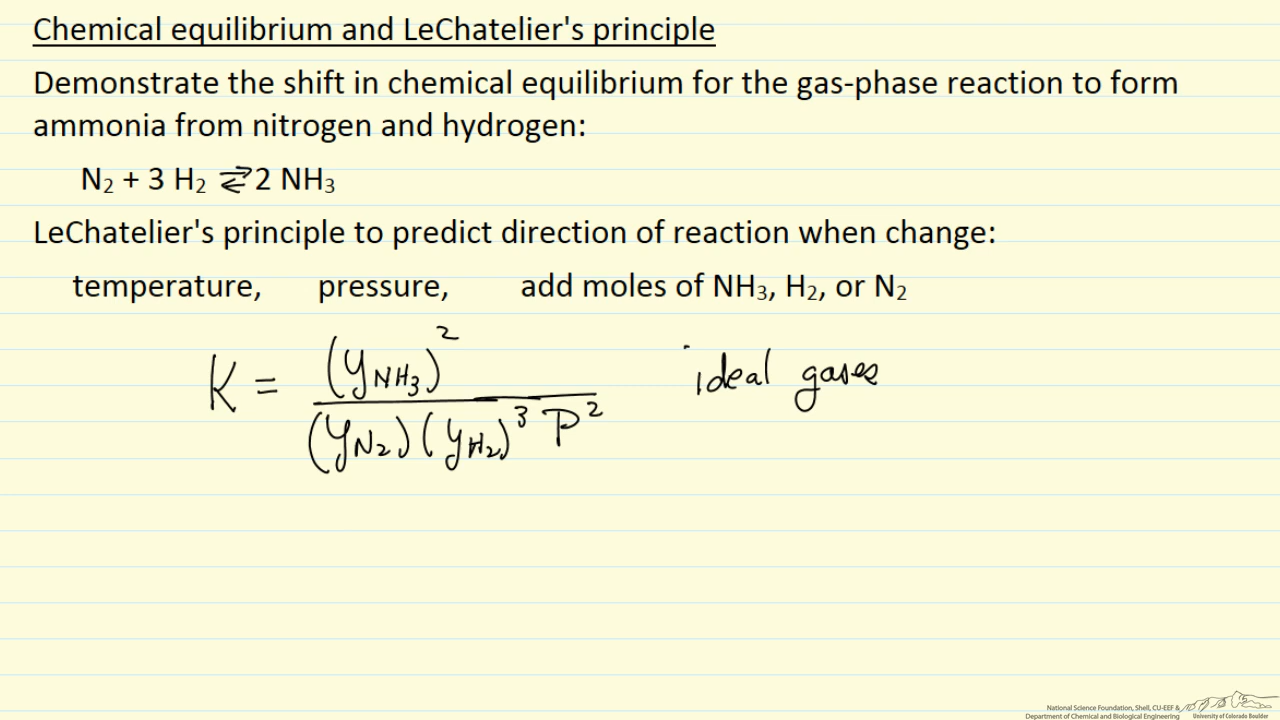 Chemical equilibrium and LeChatelier's principle
Demonstrate the shift in chemical equilibrium for the gas-phase reaction to form
ammonia from nitrogen and hydrogen:
N₂ + 3 H₂ ⇄ 2 NH₃
LeChatelier's principle to predict direction of reaction when change:
temperature, pressure, add moles of NH₃, H₂, or N₂
K = (y_NH₃)² / (y_N₂)(y_H₂)³ P² ideal gases
National Science Foundation, Shell, CU-EEF &
Department of Chemical and Biological Engineering University of Colorado Boulder